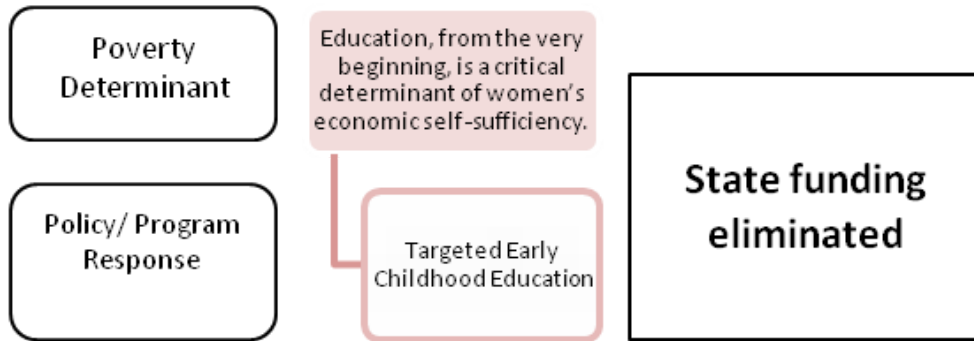 Poverty
Determinant
Education, from the very
beginning, is a critical
determinant of women's
economic self-sufficiency.
State funding
eliminated
Policy/ Program
Response
Targeted Early
Childhood Education